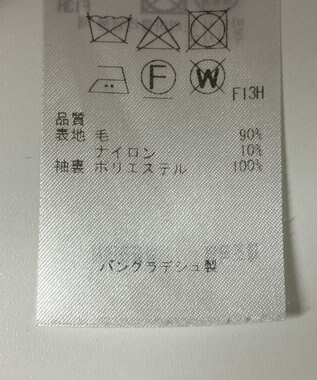 F
W
F13H
品質
表地 毛 90%
ナイロン 10%
袖裏 ポリエステル 100%
バングラデシュ製